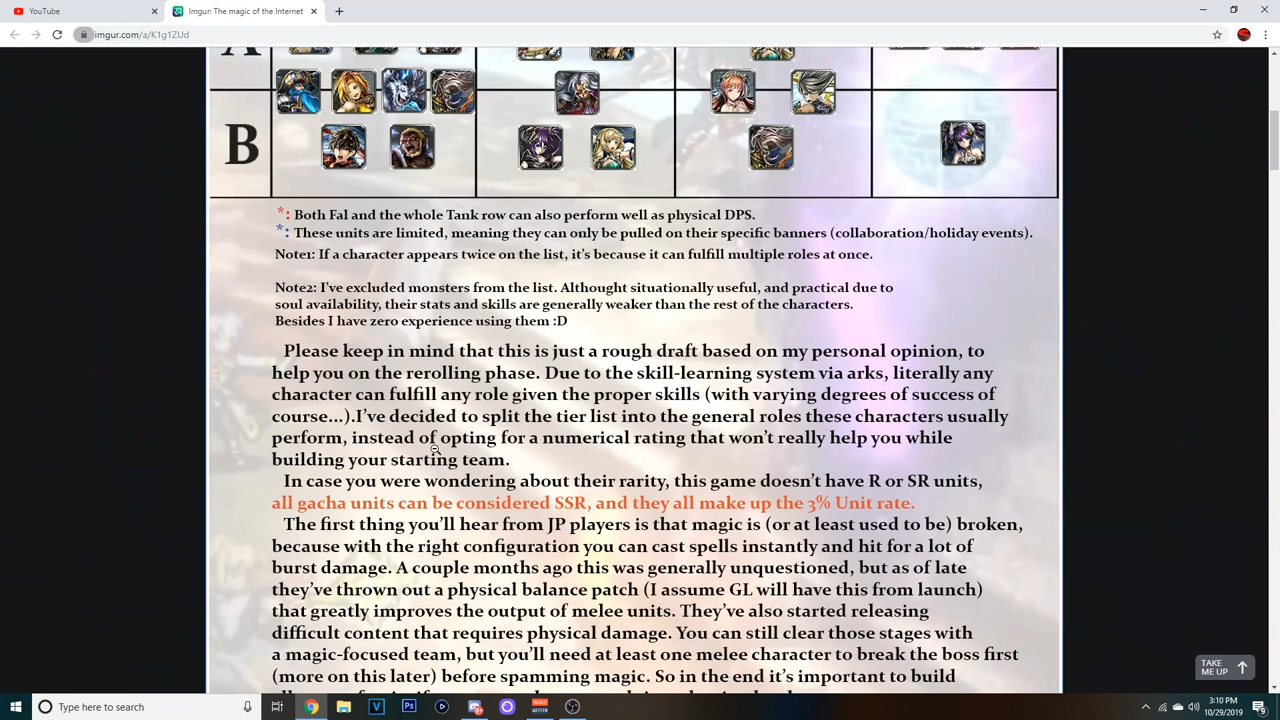 YouTube
Imgur: The magic of the Internet
imgur.com/a/K1g1ZUd
B
*: Both Fal and the whole Tank row can also perform well as physical DPS.
*: These units are limited, meaning they can only be pulled on their specific banners (collaboration/holiday events).
Note1: If a character appears twice on the list, it's because it can fulfill multiple roles at once.
Note2: I've excluded monsters from the list. Althought situationally useful, and practical due to
soul availability, their stats and skills are generally weaker than the rest of the characters.
Besides I have zero experience using them :D
Please keep in mind that this is just a rough draft based on my personal opinion, to
help you on the rerolling phase. Due to the skill-learning system via arks, literally any
character can fulfill any role given the proper skills (with varying degrees of success of
course...).I've decided to split the tier list into the general roles these characters usually
perform, instead of opting for a numerical rating that won't really help you while
building your starting team.
In case you were wondering about their rarity, this game doesn't have R or SR units,
all gacha units can be considered SSR, and they all make up the 3% Unit rate.
The first thing you'll hear from JP players is that magic is (or at least used to be) broken,
because with the right configuration you can cast spells instantly and hit for a lot of
burst damage. A couple months ago this was generally unquestioned, but as of late
they've thrown out a physical balance patch (I assume GL will have this from launch)
that greatly improves the output of melee units. They've also started releasing
difficult content that requires physical damage. You can still clear those stages with
a magic-focused team, but you'll need at least one melee character to break the boss first
(more on this later) before spamming magic. So in the end it's important to build
TAKE
ME UP
Type here to search
3:10 PM
10/29/2019